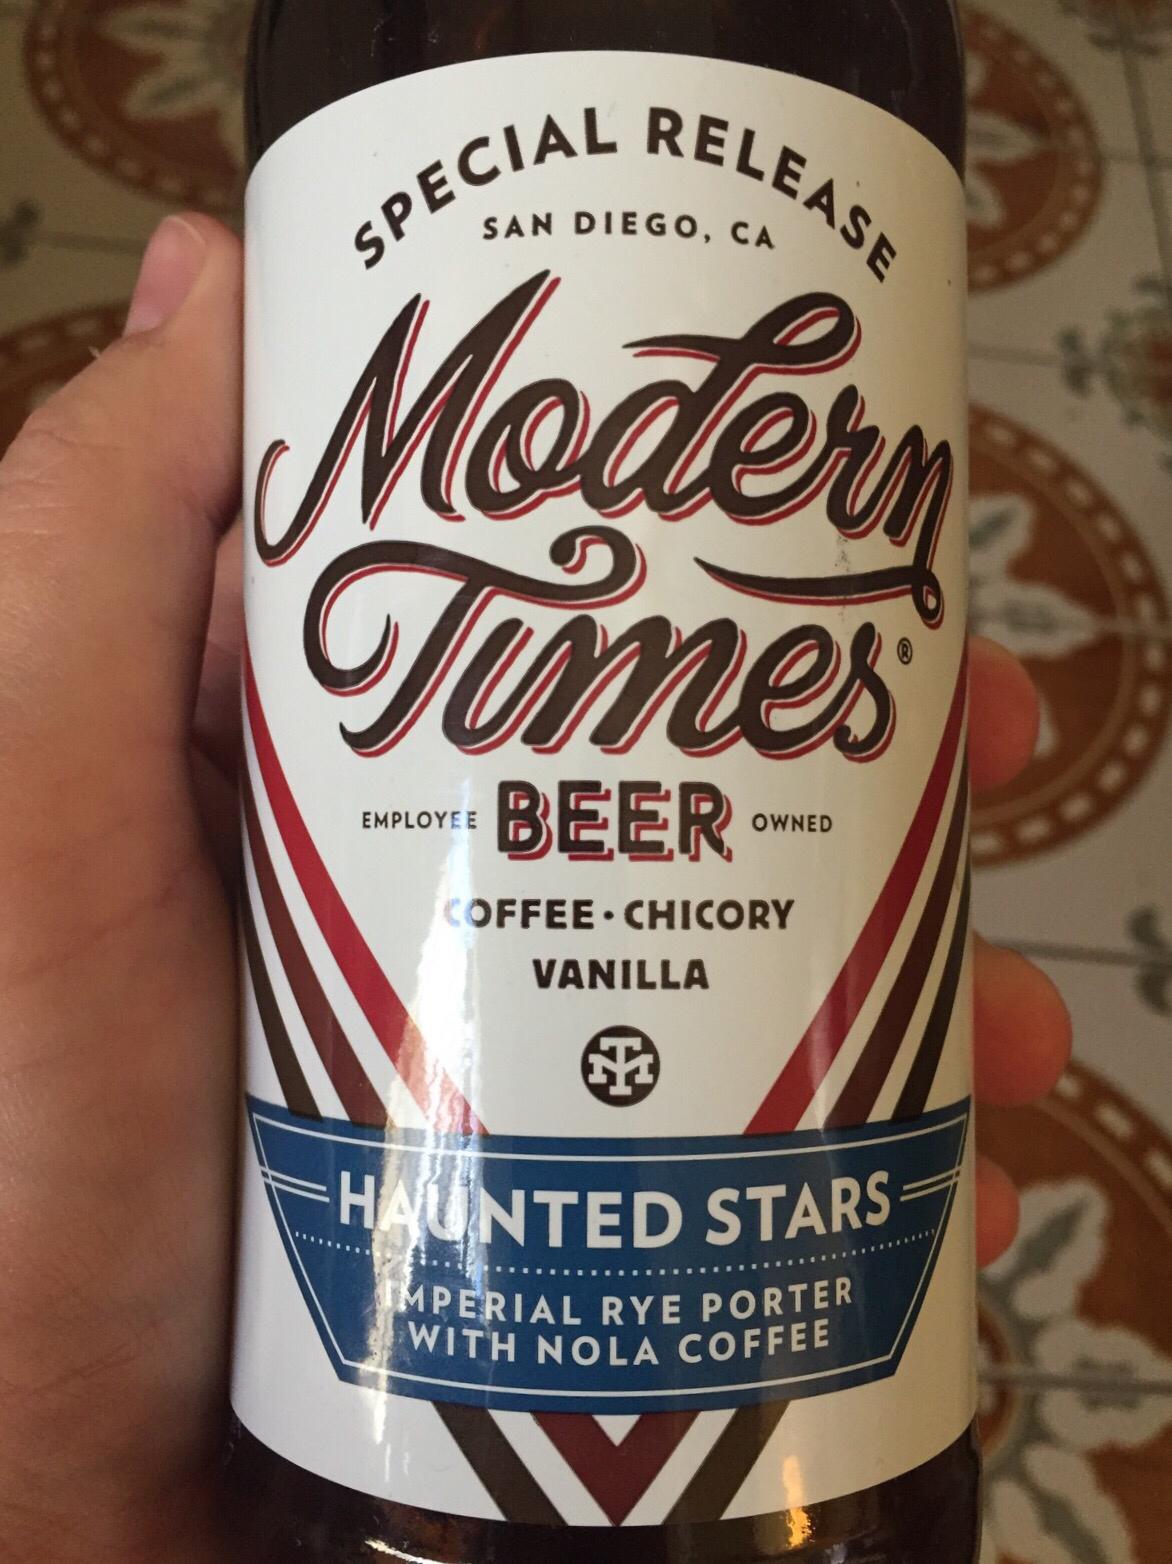 SPECIAL RELEASE
SAN DIEGO, CA
Modern
Times®
EMPLOYEE BEER OWNED
COFFEE · CHICORY
VANILLA
HAUNTED STARS
IMPERIAL RYE PORTER
WITH NOLA COFFEE